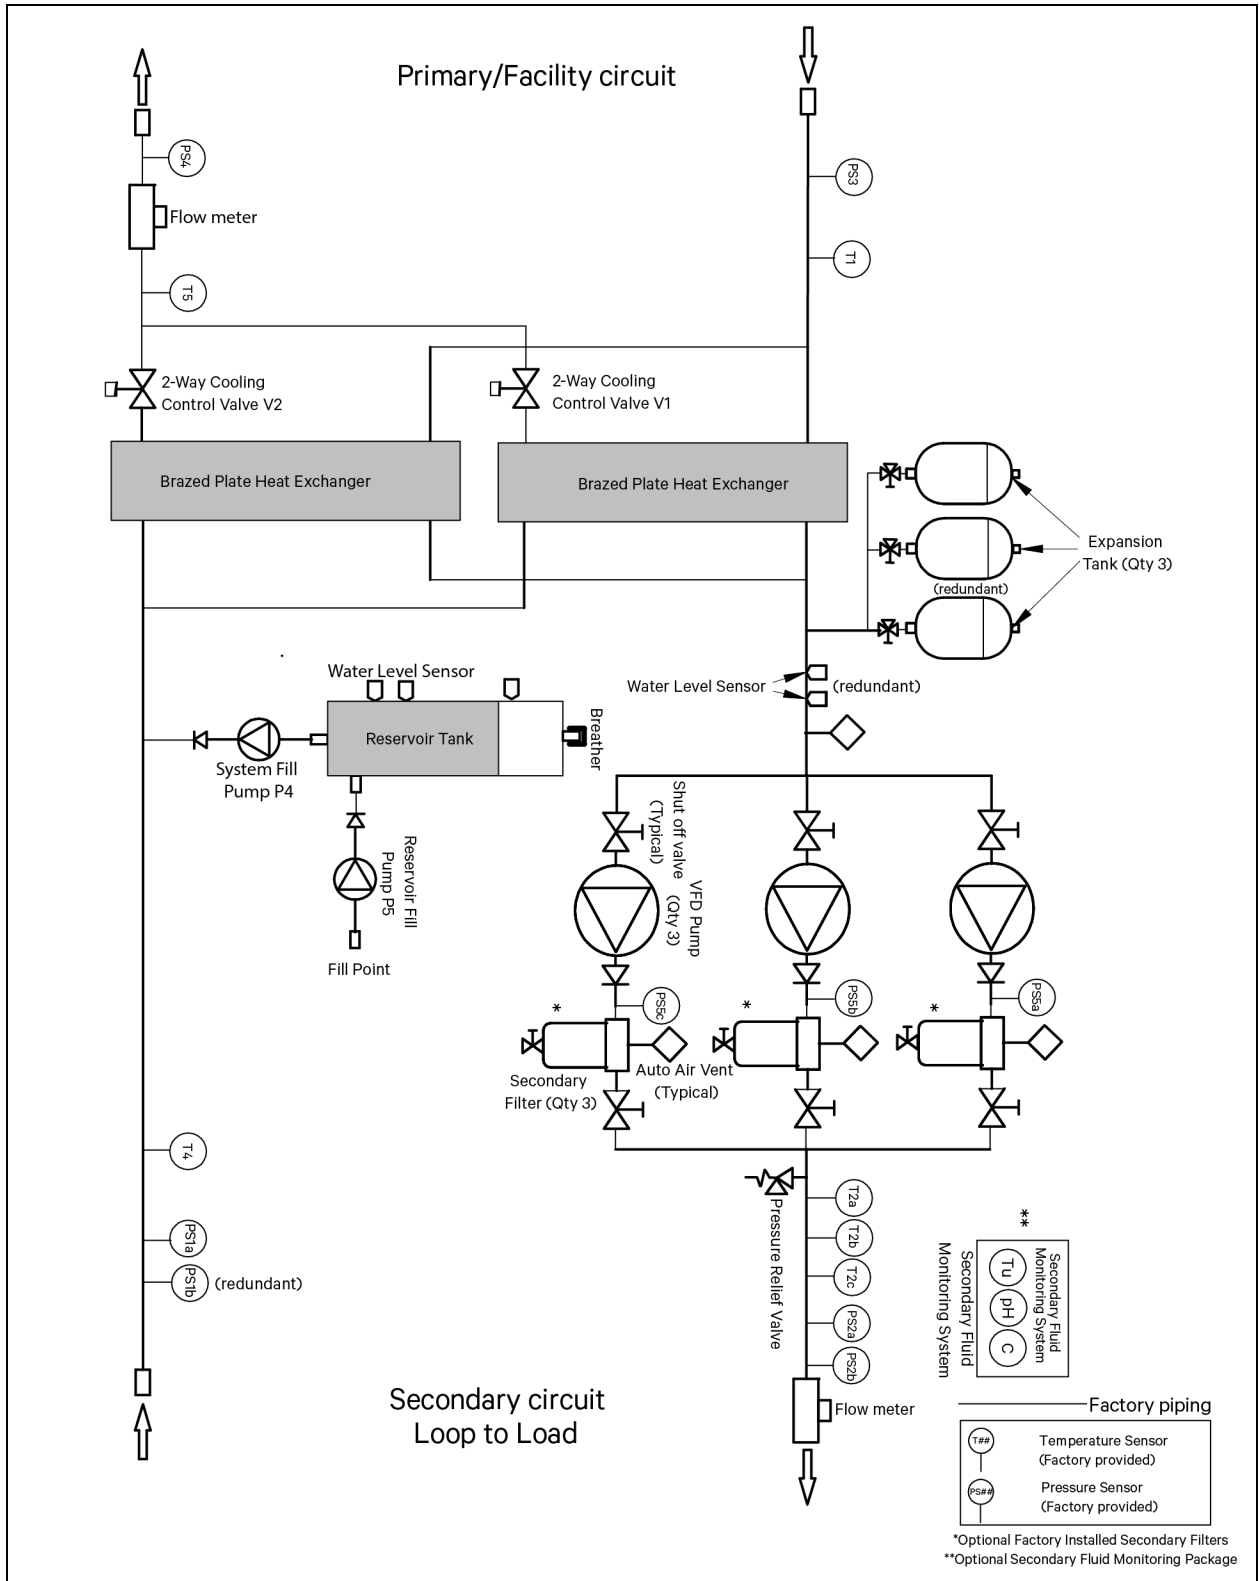 Primary/Facility circuit
PS4
PS3
Flow meter
T1
T5
2-Way Cooling
Control Valve V2
2-Way Cooling
Control Valve V1
Brazed Plate Heat Exchanger
Brazed Plate Heat Exchanger
Expansion
Tank (Qty 3)
(redundant)
Water Level Sensor
Water Level Sensor
(redundant)
Reservoir Tank
Breather
System Fill
Pump P4
Reservoir Fill
Pump P5
Fill Point
Shut off valve
(Typical)
VFD Pump
(Qty 3)
PS5c
PS5b
PS5a
*
*
*
Secondary
Filter (Qty 3)
Auto Air Vent
(Typical)
T4
PS1a
PS1b
(redundant)
Pressure Relief Valve
T2a
T2b
T2c
PS2a
PS2b
Flow meter
**
Secondary Fluid
Monitoring System
Tu
pH
C
Secondary Fluid
Monitoring System
Secondary circuit
Loop to Load
Factory piping
T##
Temperature Sensor
(Factory provided)
PS##
Pressure Sensor
(Factory provided)
*Optional Factory Installed Secondary Filters
**Optional Secondary Fluid Monitoring Package